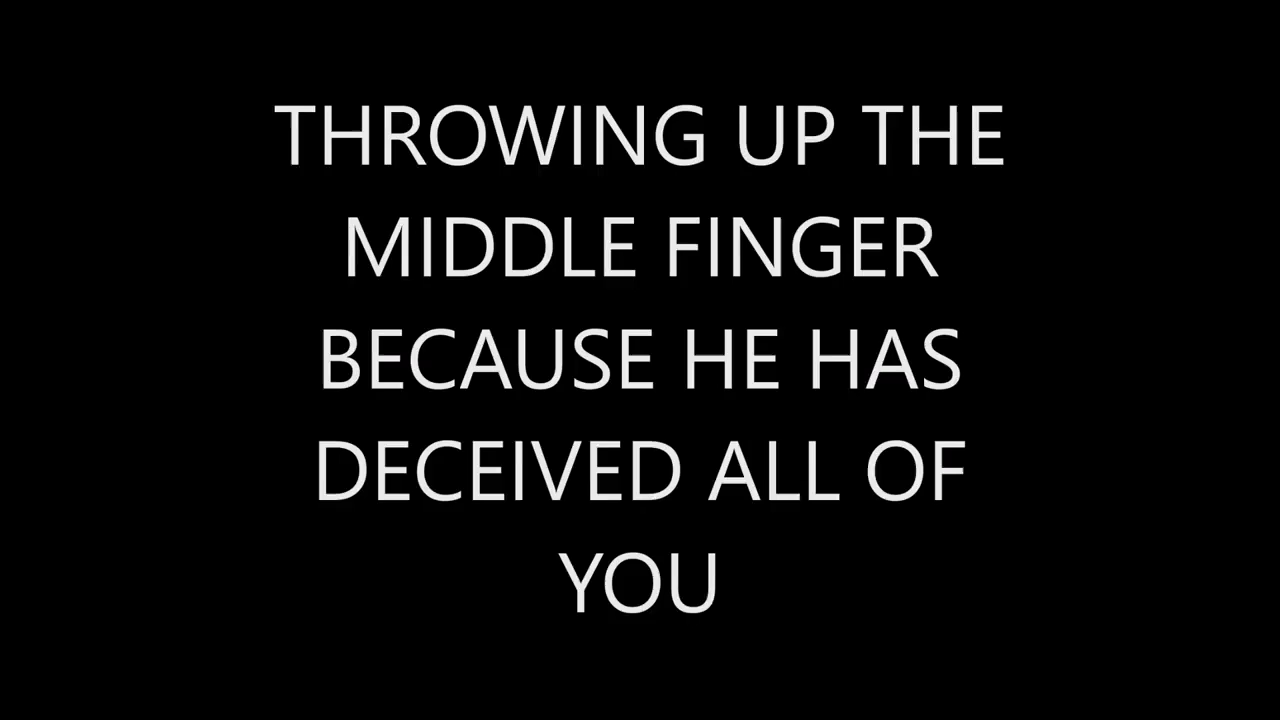 THROWING UP THE
MIDDLE FINGER
BECAUSE HE HAS
DECEIVED ALL OF
YOU